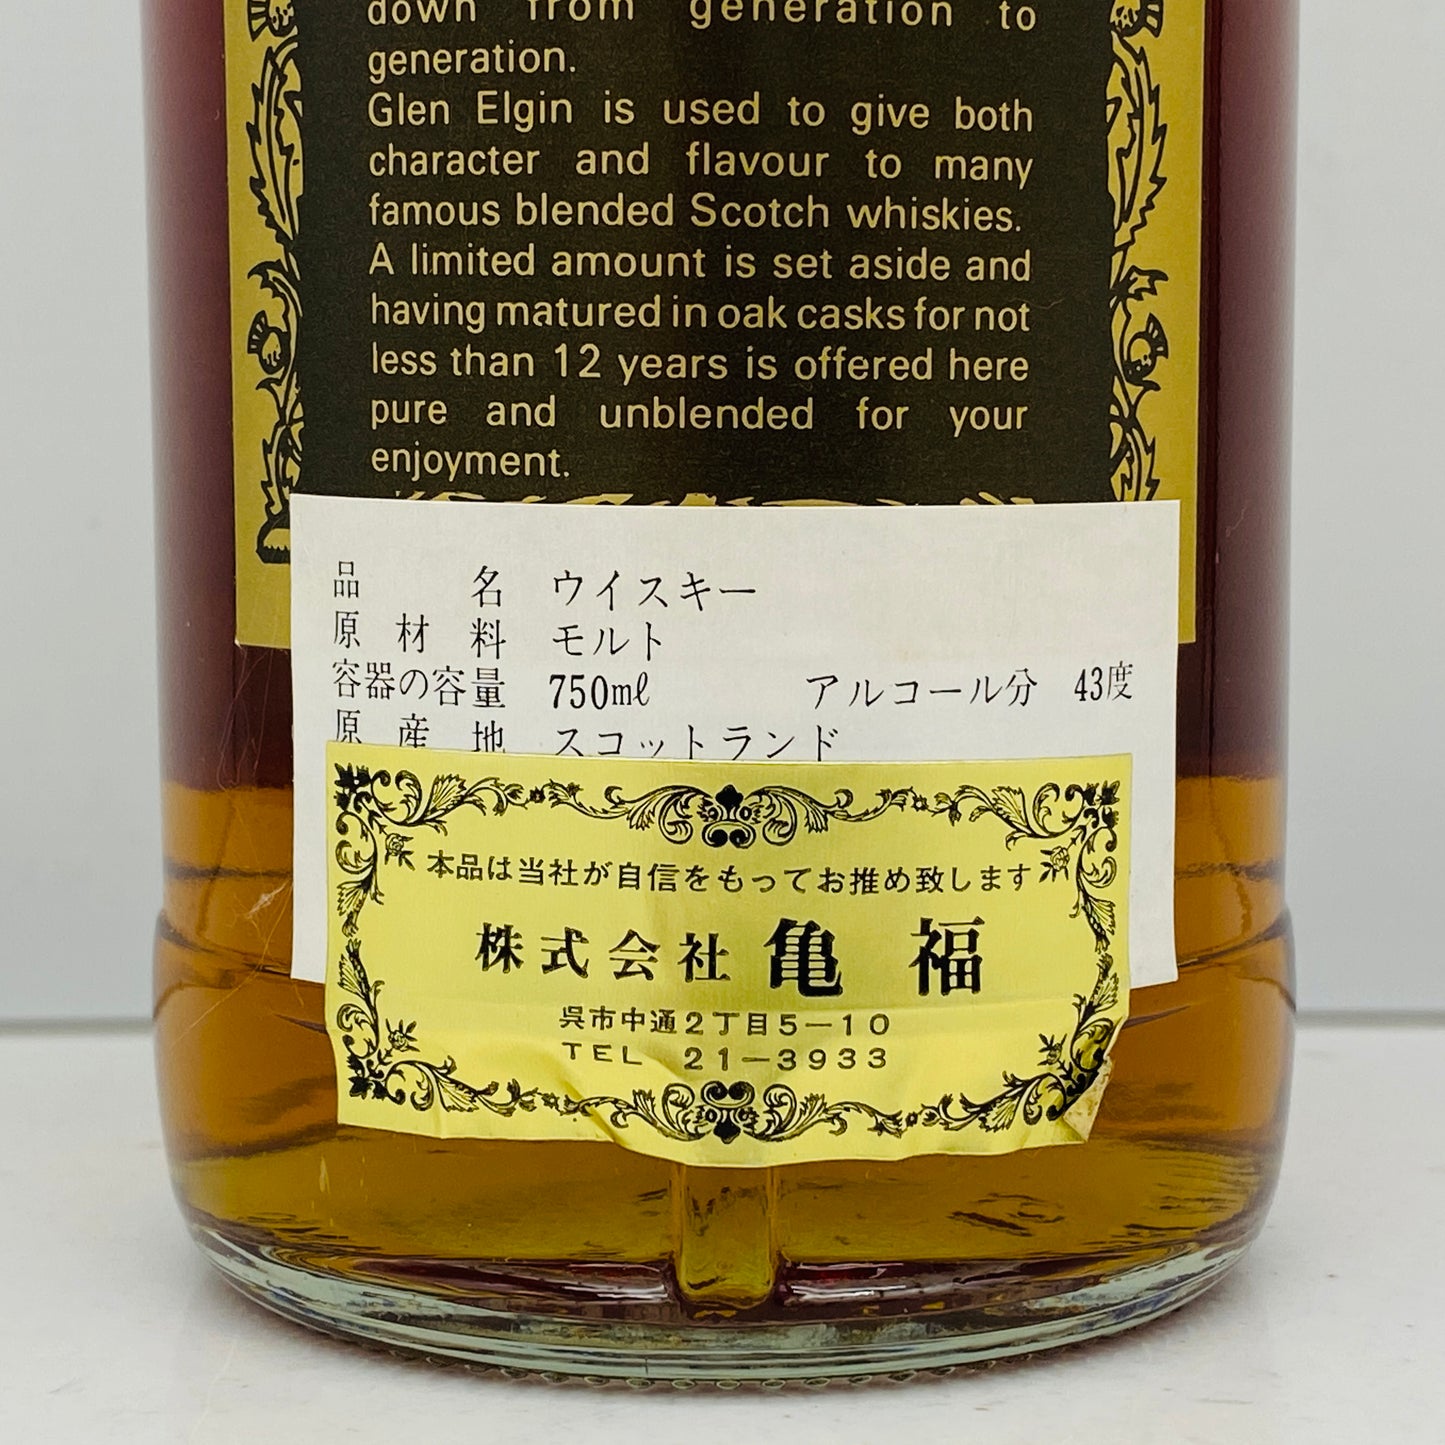 down from generation to
generation.
Glen Elgin is used to give both
character and flavour to many
famous blended Scotch whiskies.
A limited amount is set aside and
having matured in oak casks for not
less than 12 years is offered here
pure and unblended for your
enjoyment.
品名 ウイスキー
原材料 モルト
容器の容量 750mℓ アルコール分 43度
原産地 スコットランド
本品は当社が自信をもってお推め致します
株式会社 亀福
呉市中通2丁目5-10
TEL 21-3933